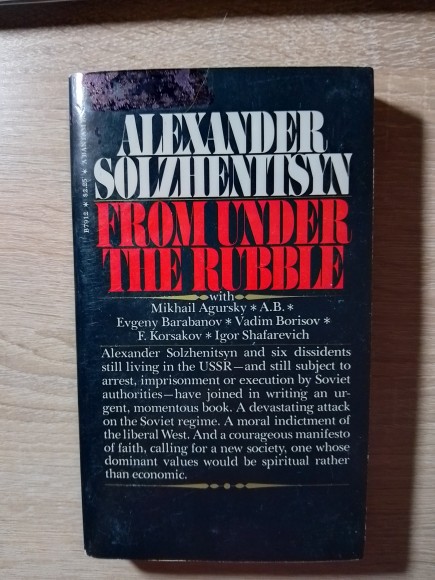 ALEXANDER
SOLZHENITSYN
FROM UNDER
THE RUBBLE
with
Mikhail Agursky * A.B. *
Evgeny Barabanov * Vadim Borisov *
F. Korsakov * Igor Shafarevich
Alexander Solzhenitsyn and six dissidents
still living in the USSR—and still subject to
arrest, imprisonment or execution by Soviet
authorities—have joined in writing an ur-
gent, momentous book. A devastating attack
on the Soviet regime. A moral indictment of
the liberal West. And a courageous manifesto
of faith, calling for a new society, one whose
dominant values would be spiritual rather
than economic.
B7912 * $2.25 * A BANTAM